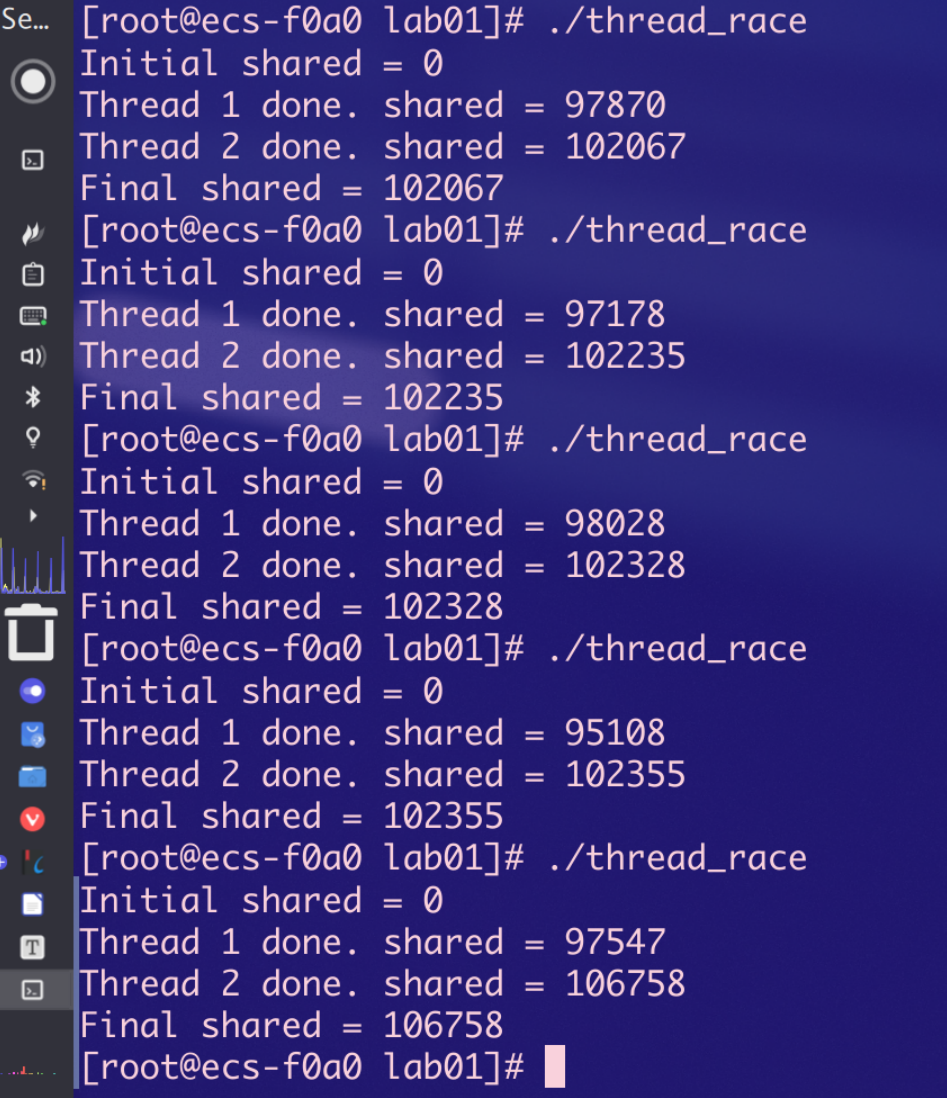 Se...
[root@ecs-f0a0 lab01]# ./thread_race
Initial shared = 0
Thread 1 done. shared = 97870
Thread 2 done. shared = 102067
Final shared = 102067
[root@ecs-f0a0 lab01]# ./thread_race
Initial shared = 0
Thread 1 done. shared = 97178
Thread 2 done. shared = 102235
Final shared = 102235
[root@ecs-f0a0 lab01]# ./thread_race
Initial shared = 0
Thread 1 done. shared = 98028
Thread 2 done. shared = 102328
Final shared = 102328
[root@ecs-f0a0 lab01]# ./thread_race
Initial shared = 0
Thread 1 done. shared = 95108
Thread 2 done. shared = 102355
Final shared = 102355
[root@ecs-f0a0 lab01]# ./thread_race
Initial shared = 0
Thread 1 done. shared = 97547
Thread 2 done. shared = 106758
Final shared = 106758
[root@ecs-f0a0 lab01]#